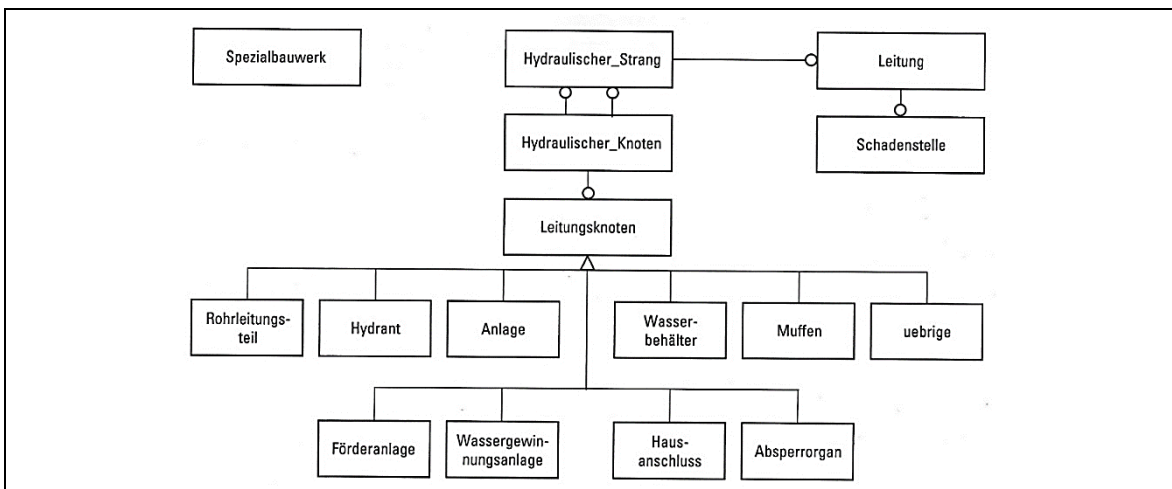 Spezialbauwerk
Hydraulischer_Strang
Leitung
Hydraulischer_Knoten
Schadenstelle
Leitungsknoten
Rohrleitungs-
teil
Hydrant
Anlage
Wasser-
behälter
Muffen
uebrige
Förderanlage
Wassergewin-
nungsanlage
Haus-
anschluss
Absperrorgan